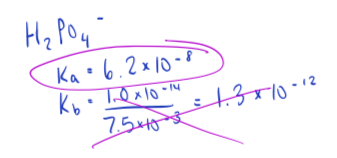 H₂PO₄⁻
Ka = 6.2 × 10⁻⁸
Kb = 1.0 × 10⁻¹⁴ / 7.5 × 10⁻³ = 1.3 × 10⁻¹²